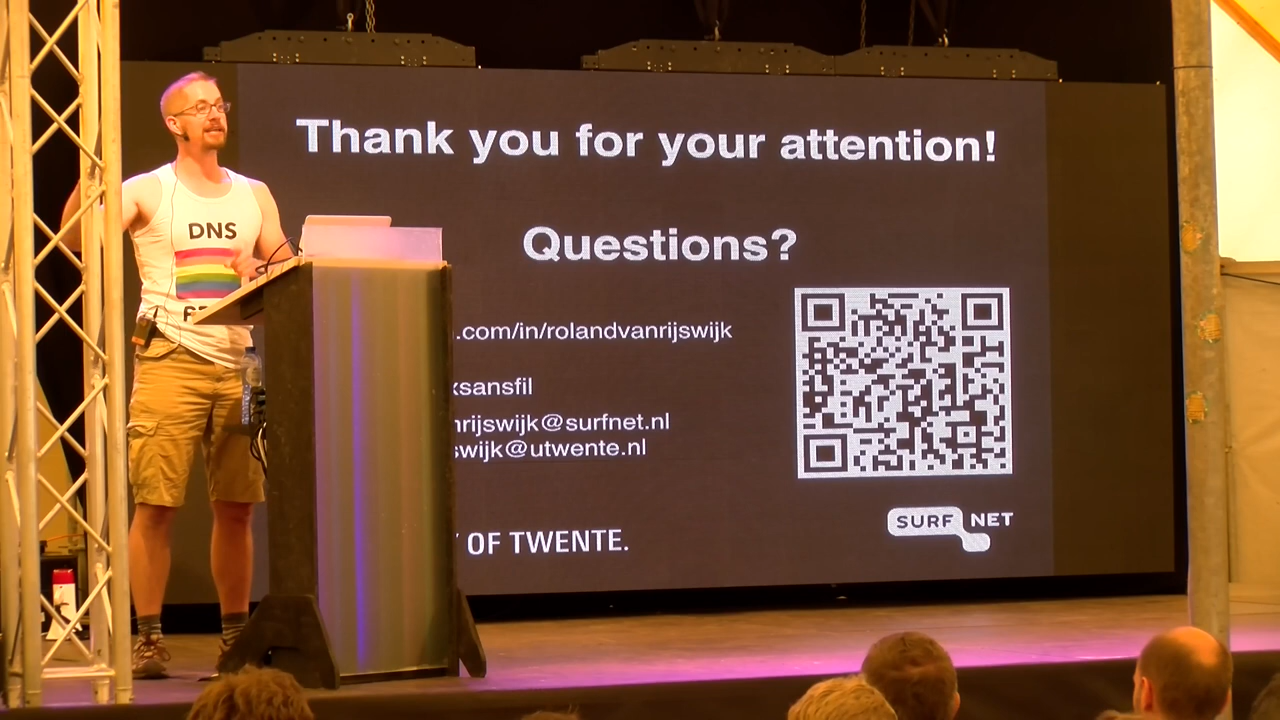 Thank you for your attention!
Questions?
.com/in/rolandvanrijswijk
ksansfil
nrijswijk@surfnet.nl
swijk@utwente.nl
OF TWENTE.
SURF NET
DNS